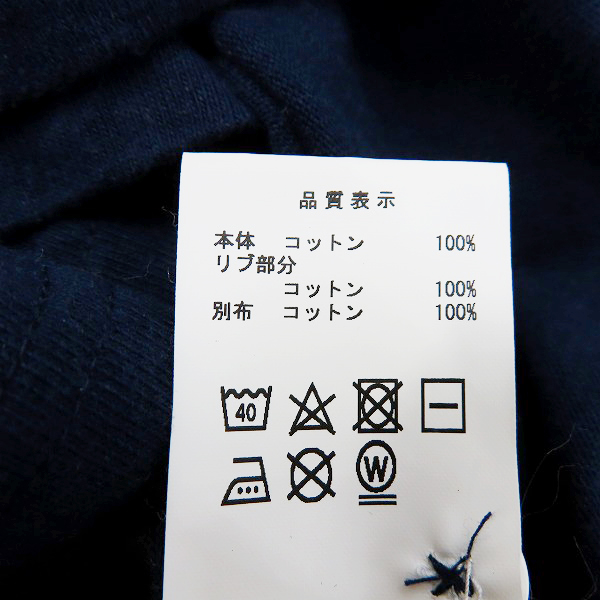 品質表示
本体 コットン 100%
リブ部分
コットン 100%
別布 コットン 100%
40
W